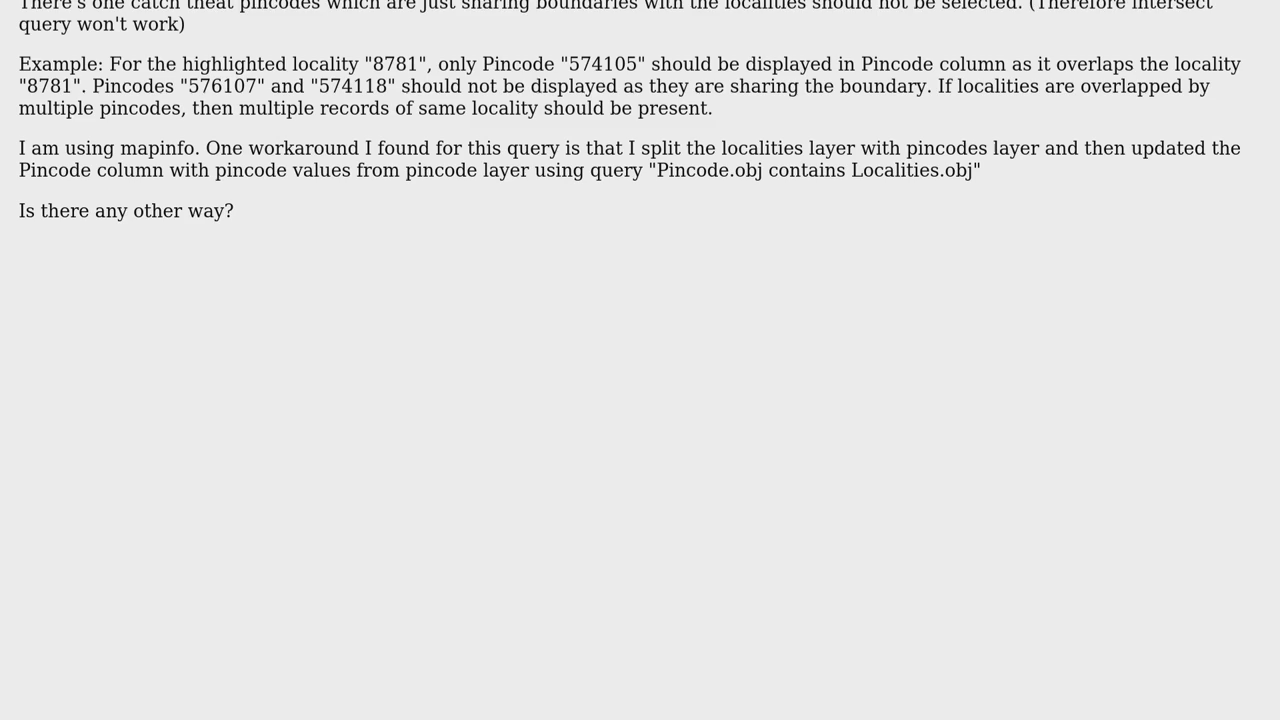 There's one catch theat pincodes which are just sharing boundaries with the localities should not be selected. (Therefore intersect
query won't work)
Example: For the highlighted locality "8781", only Pincode "574105" should be displayed in Pincode column as it overlaps the locality
"8781". Pincodes "576107" and "574118" should not be displayed as they are sharing the boundary. If localities are overlapped by
multiple pincodes, then multiple records of same locality should be present.
I am using mapinfo. One workaround I found for this query is that I split the localities layer with pincodes layer and then updated the
Pincode column with pincode values from pincode layer using query "Pincode.obj contains Localities.obj"
Is there any other way?